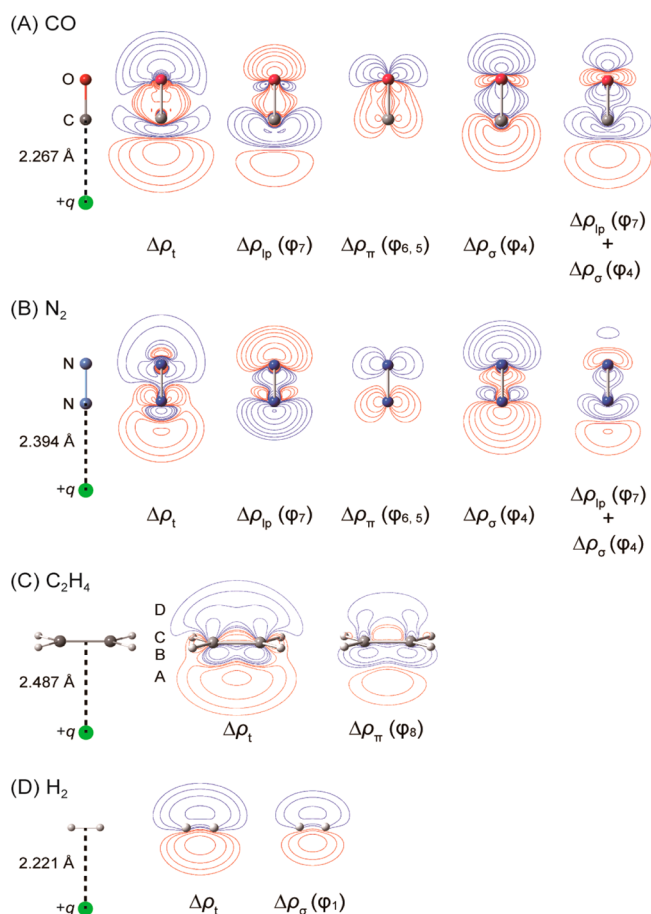 (A) CO
O
C
2.267 Å
+q
Δρt
Δρlp (φ7)
Δρπ (φ6, 5)
Δρσ (φ4)
Δρlp (φ7)
+
Δρσ (φ4)
(B) N2
N
N
2.394 Å
+q
Δρt
Δρlp (φ7)
Δρπ (φ6, 5)
Δρσ (φ4)
Δρlp (φ7)
+
Δρσ (φ4)
(C) C2H4
D
C
B
A
2.487 Å
+q
Δρt
Δρπ (φ8)
(D) H2
2.221 Å
+q
Δρt
Δρσ (φ1)